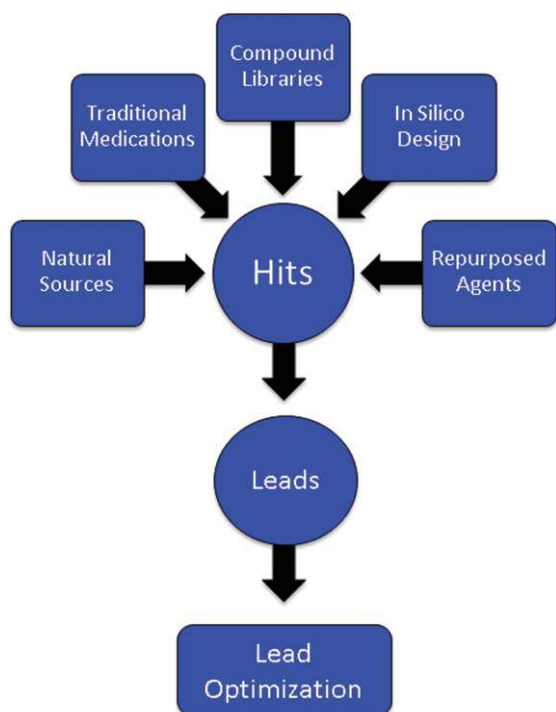 Compound
Libraries
Traditional
Medications
In Silico
Design
Natural
Sources
Hits
Repurposed
Agents
Leads
Lead
Optimization